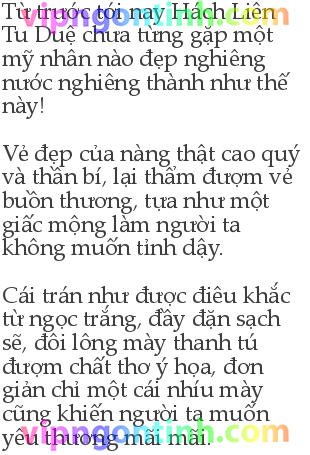 Từ trước tới nay Hách Liên
vipngontinh.com
Tu Duệ chưa từng gặp một
mỹ nhân nào đẹp nghiêng
nước nghiêng thành như thế
này!
Vẻ đẹp của nàng thật cao quý
và thần bí, lại thẩm đượm vẻ
buồn thương, tựa như một
giấc mộng làm người ta
không muốn tỉnh dậy.
Cái trán như được điêu khắc
từ ngọc trắng, đầy đặn sạch
sẽ, đôi lông mày thanh tú
đượm chất thơ ý họa, đơn
giản chỉ một cái nhíu mày
cũng khiến người ta muốn
vipngontinh.com
yêu thương mãi mãi.